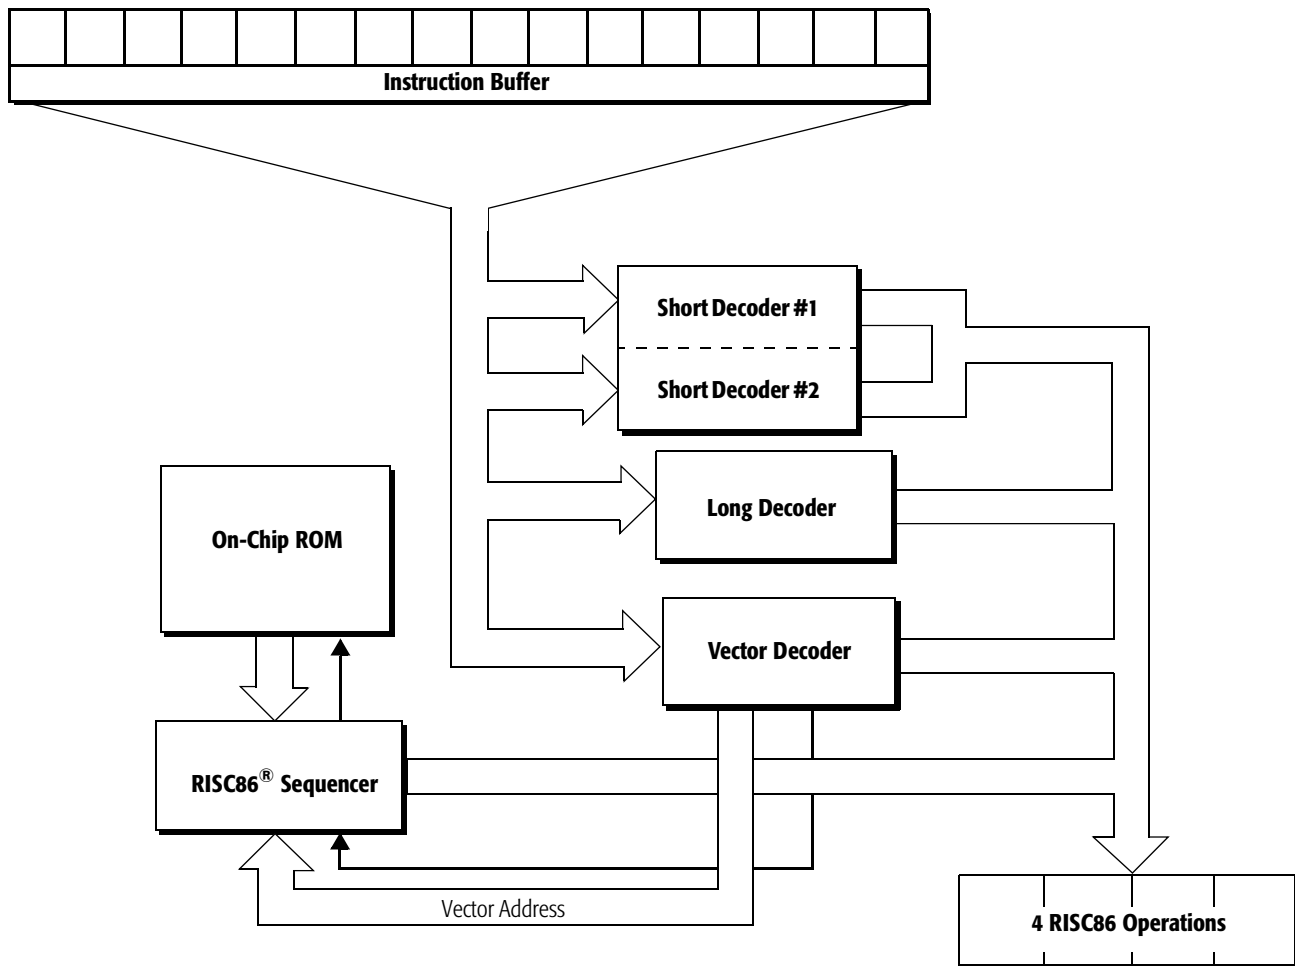 Instruction Buffer
Short Decoder #1
Short Decoder #2
Long Decoder
On-Chip ROM
Vector Decoder
RISC86® Sequencer
Vector Address
4 RISC86 Operations